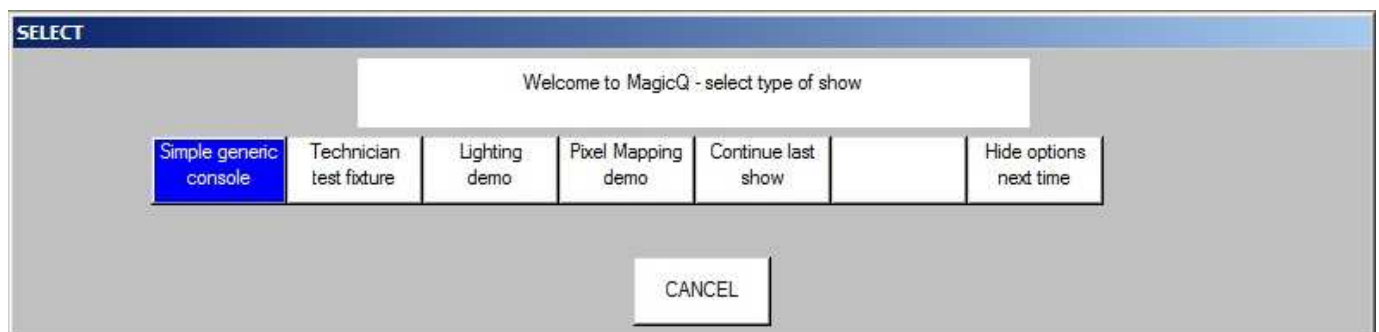 SELECT
Welcome to MagicQ - select type of show
Simple generic
console
Technician
test fixture
Lighting
demo
Pixel Mapping
demo
Continue last
show
Hide options
next time
CANCEL